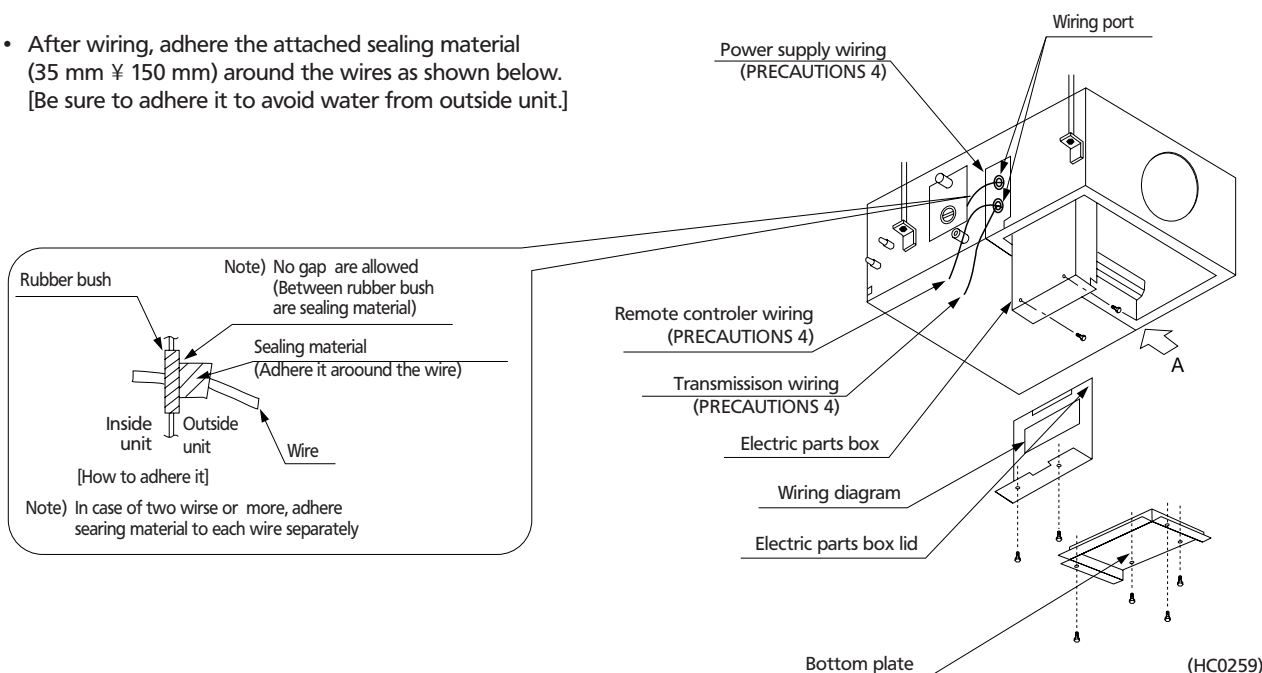 • After wiring, adhere the attached sealing material
(35 mm ¥ 150 mm) around the wires as shown below.
[Be sure to adhere it to avoid water from outside unit.]
Rubber bush
Note) No gap are allowed
(Between rubber bush
are sealing material)
Sealing material
(Adhere it aroound the wire)
Inside
unit
Outside
unit
Wire
[How to adhere it]
Note) In case of two wirse or more, adhere
searing material to each wire separately
Wiring port
Power supply wiring
(PRECAUTIONS 4)
Remote controler wiring
(PRECAUTIONS 4)
A
Transmissison wiring
(PRECAUTIONS 4)
Electric parts box
Wiring diagram
Electric parts box lid
Bottom plate
(HC0259)